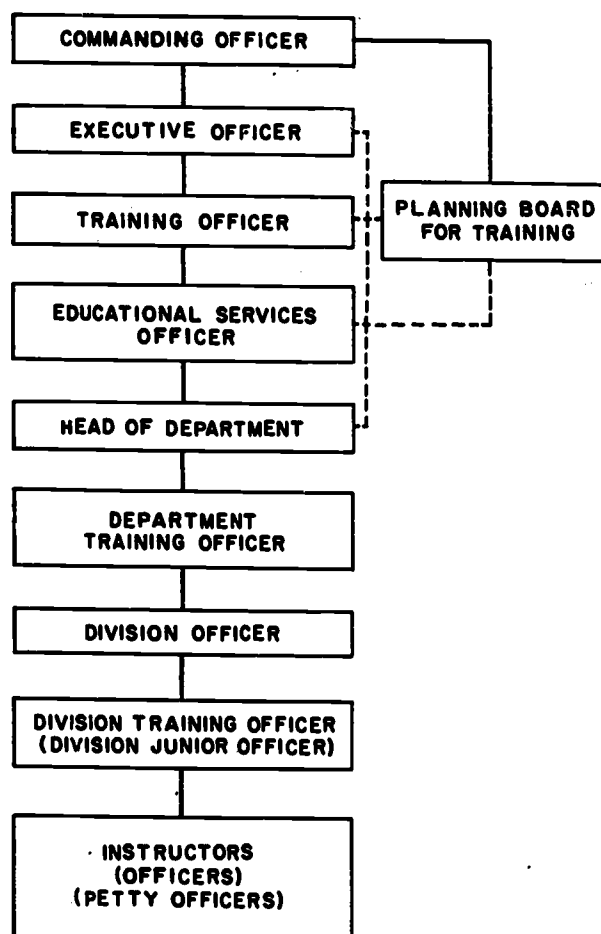 COMMANDING OFFICER
EXECUTIVE OFFICER
TRAINING OFFICER
PLANNING BOARD
FOR TRAINING
EDUCATIONAL SERVICES
OFFICER
HEAD OF DEPARTMENT
DEPARTMENT
TRAINING OFFICER
DIVISION OFFICER
DIVISION TRAINING OFFICER
(DIVISION JUNIOR OFFICER)
INSTRUCTORS
(OFFICERS)
(PETTY OFFICERS)